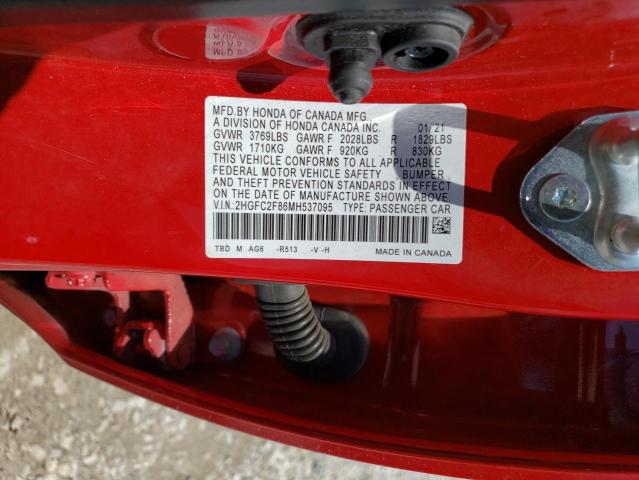 MFD.BY HONDA OF CANADA MFG.
A DIVISION OF HONDA CANADA INC. 01/21
GVWR 3769LBS GAWR F 2028LBS R 1829LBS
GVWR 1710KG GAWR F 920KG R 830KG
THIS VEHICLE CONFORMS TO ALL APPLICABLE
FEDERAL MOTOR VEHICLE SAFETY BUMPER,
AND THEFT PREVENTION STANDARDS IN EFFECT
ON THE DATE OF MANUFACTURE SHOWN ABOVE.
V.I.N:2HGFC2F86MH537095 TYPE: PASSENGER CAR
TBD M AG6 -R513 -V -H MADE IN CANADA